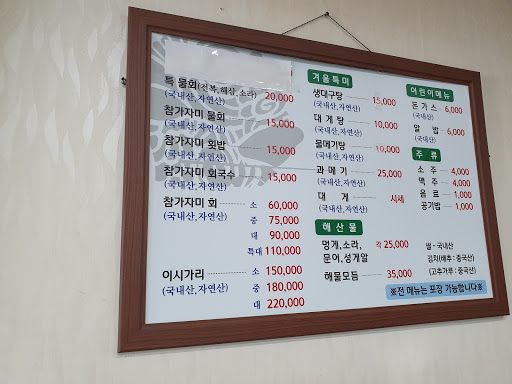 특 물회(전복,해삼,소라) 20,000
(국내산,자연산)
참가자미 물회 15,000
(국내산,자연산)
참가자미 횟밥 15,000
(국내산,자연산)
참가자미 회국수 15,000
(국내산,자연산)
참가자미 회 소 60,000
(국내산,자연산) 중 75,000
대 90,000
특대 110,000
이시가리 소 150,000
(국내산,자연산) 중 180,000
대 220,000
겨울특미
생대구탕 15,000
(국내산,자연산)
대게탕 10,000
(국내산,자연산)
물메기탕 10,000
(국내산,자연산)
과메기 25,000
(국내산,자연산)
대 게 시세
(국내산,자연산)
해산물
멍게,소라, 각 25,000
문어,성게알
해물모듬 35,000
어린이메뉴
돈가스 6,000
(국내산)
알 밥 6,000
(국내산)
주 류
소 주 4,000
맥 주 4,000
음 료 1,000
공기밥 1,000
쌀 - 국내산
김치(배추 : 중국산)
(고추가루 : 중국산)
※전 메뉴는 포장 가능합니다※